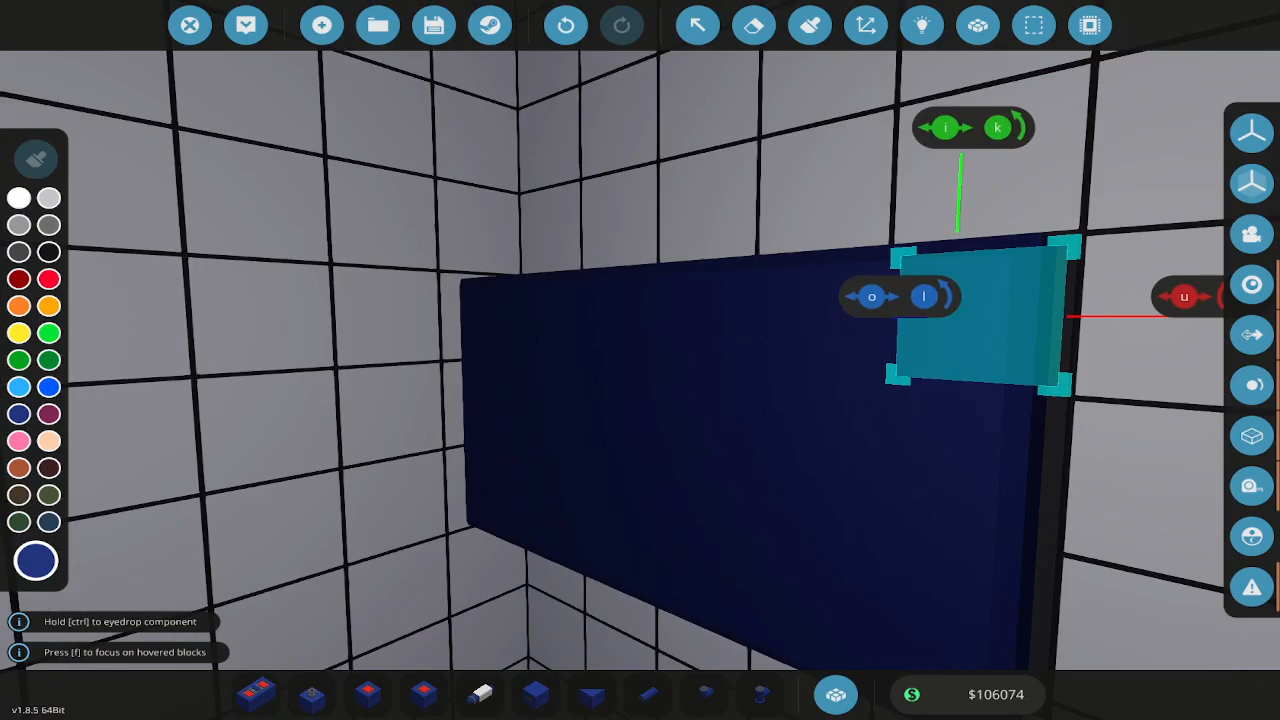 i k
o l
u
Hold [ctrl] to eyedrop component
Press [f] to focus on hovered blocks
$ $106074
v1.8.5 64Bit